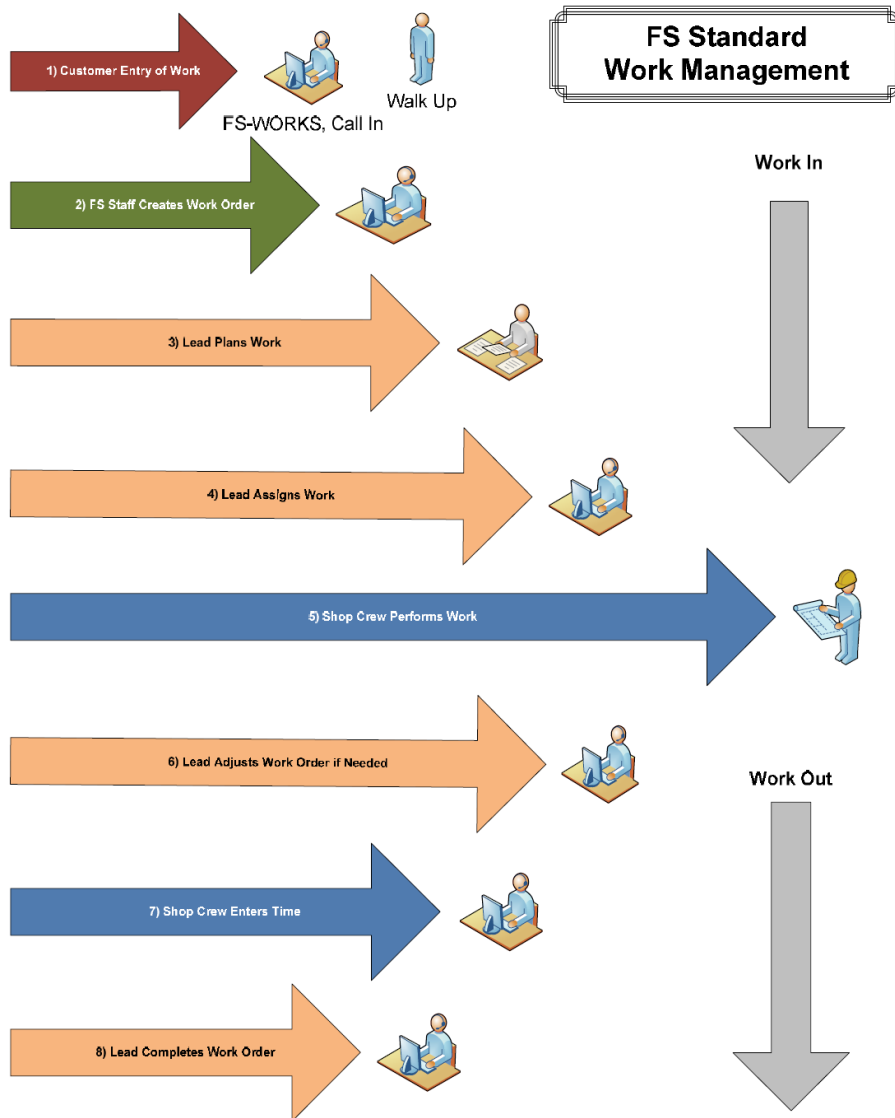 FS Standard
Work Management
1) Customer Entry of Work
Walk Up
FS-WORKS, Call In
Work In
2) FS Staff Creates Work Order
3) Lead Plans Work
4) Lead Assigns Work
5) Shop Crew Performs Work
6) Lead Adjusts Work Order if Needed
Work Out
7) Shop Crew Enters Time
8) Lead Completes Work Order